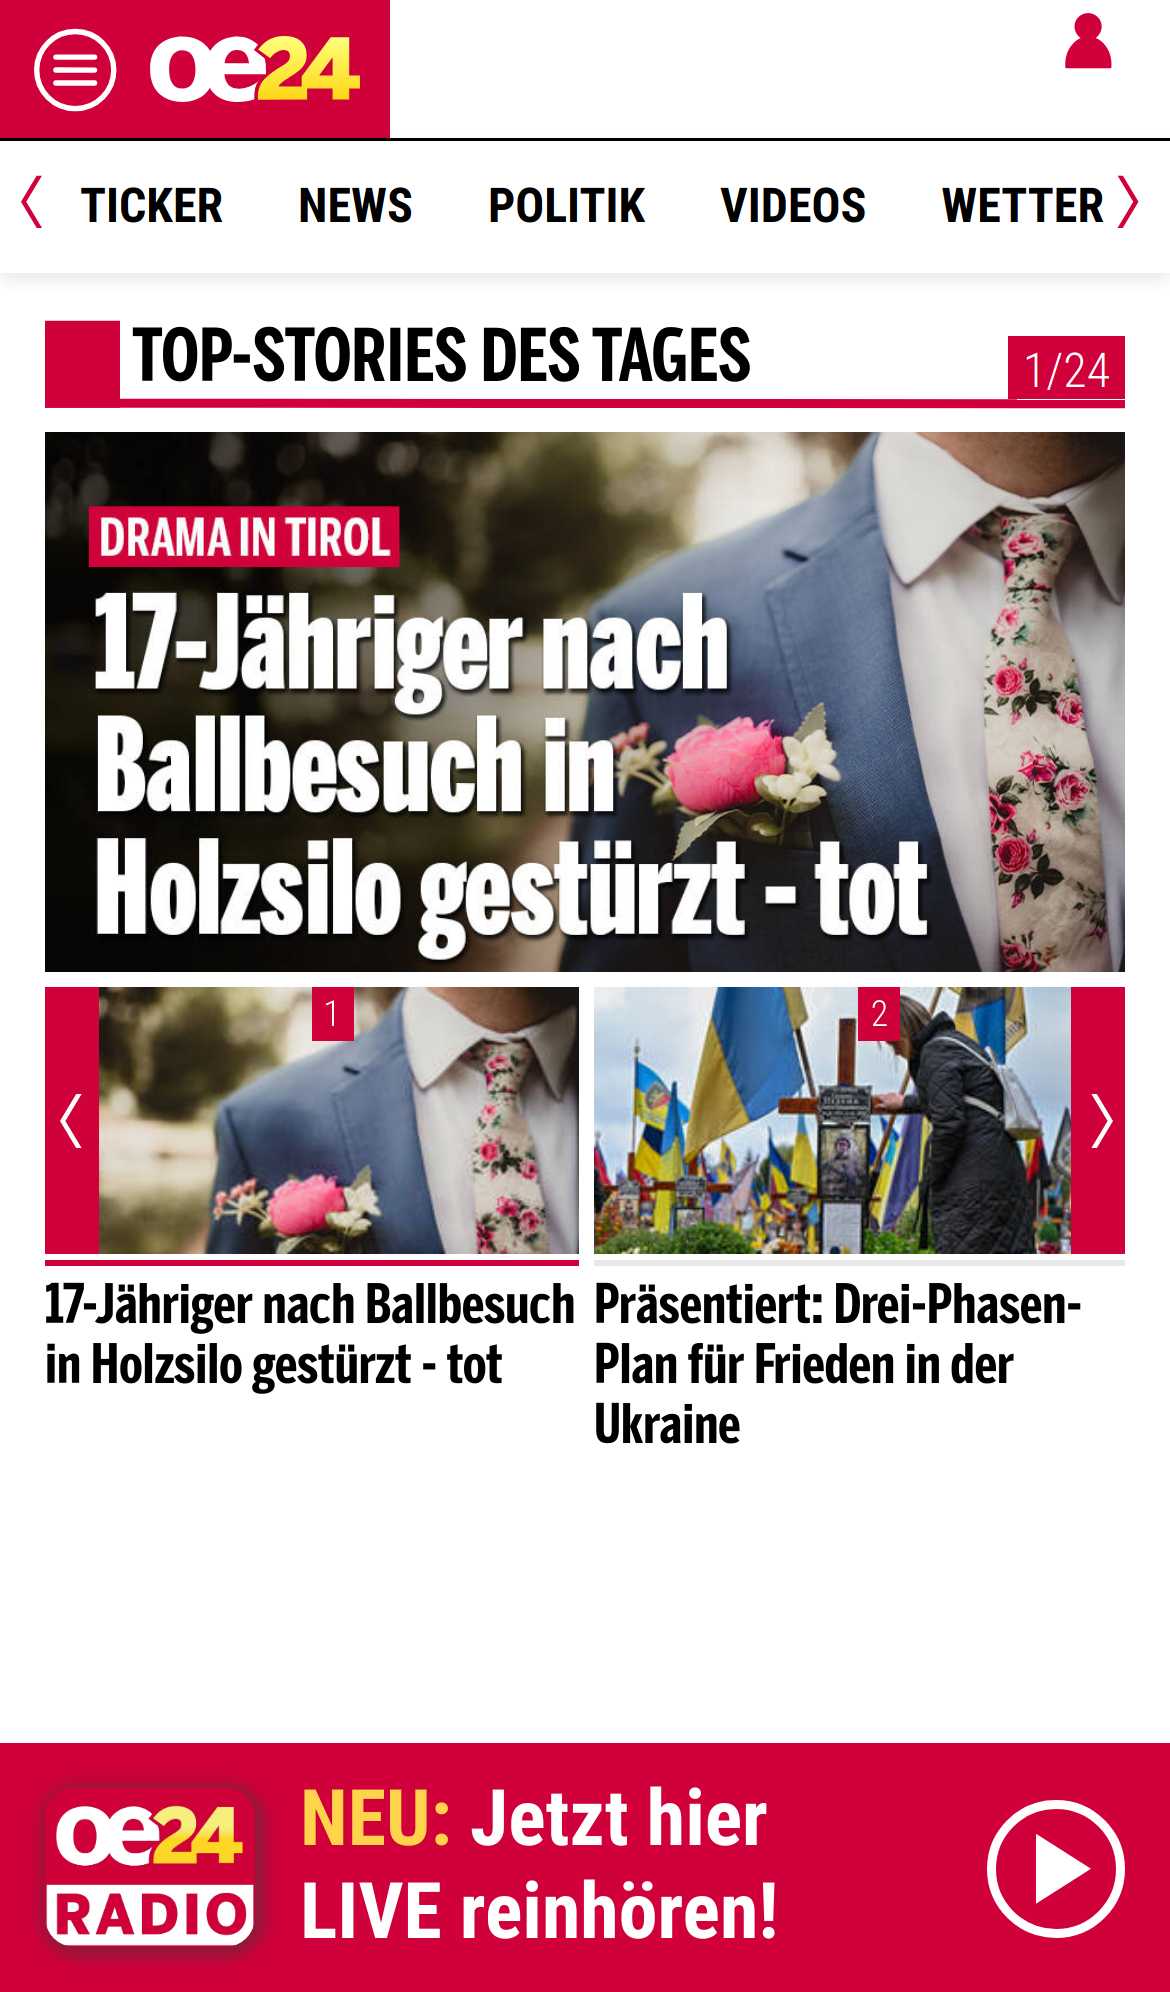 oe24
TICKER NEWS POLITIK VIDEOS WETTER
TOP-STORIES DES TAGES
1/24
DRAMA IN TIROL
17-Jähriger nach
Ballbesuch in
Holzsilo gestürzt - tot
1
2
17-Jähriger nach Ballbesuch
in Holzsilo gestürzt - tot
Präsentiert: Drei-Phasen-
Plan für Frieden in der
Ukraine
oe24
RADIO
NEU: Jetzt hier
LIVE reinhören!